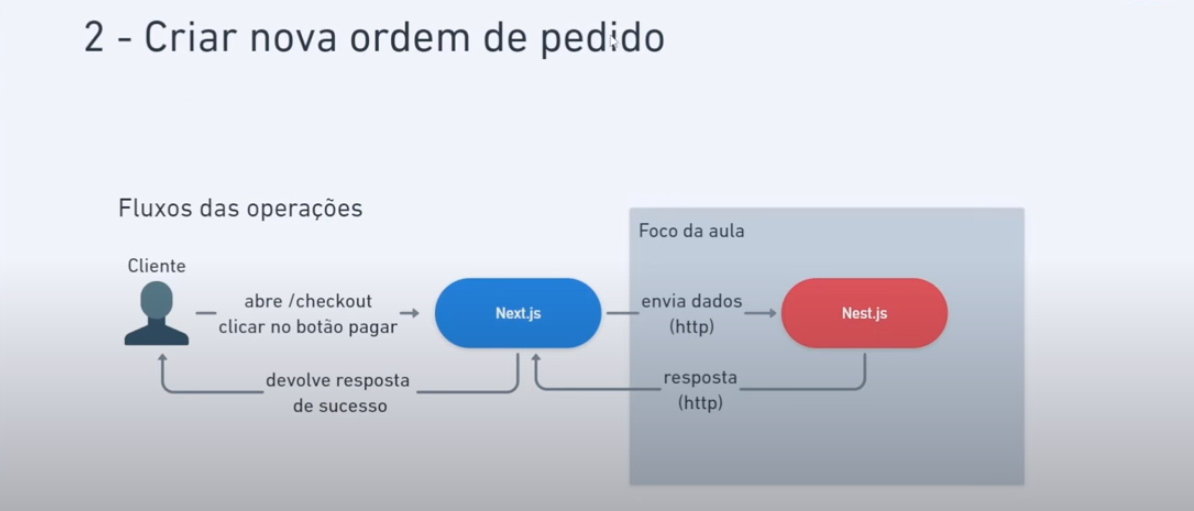 2 - Criar nova ordem de pedido
Fluxos das operações
Foco da aula
Cliente
abre /checkout
clicar no botão pagar
Next.js
envia dados
(http)
Nest.js
devolve resposta
de sucesso
resposta
(http)